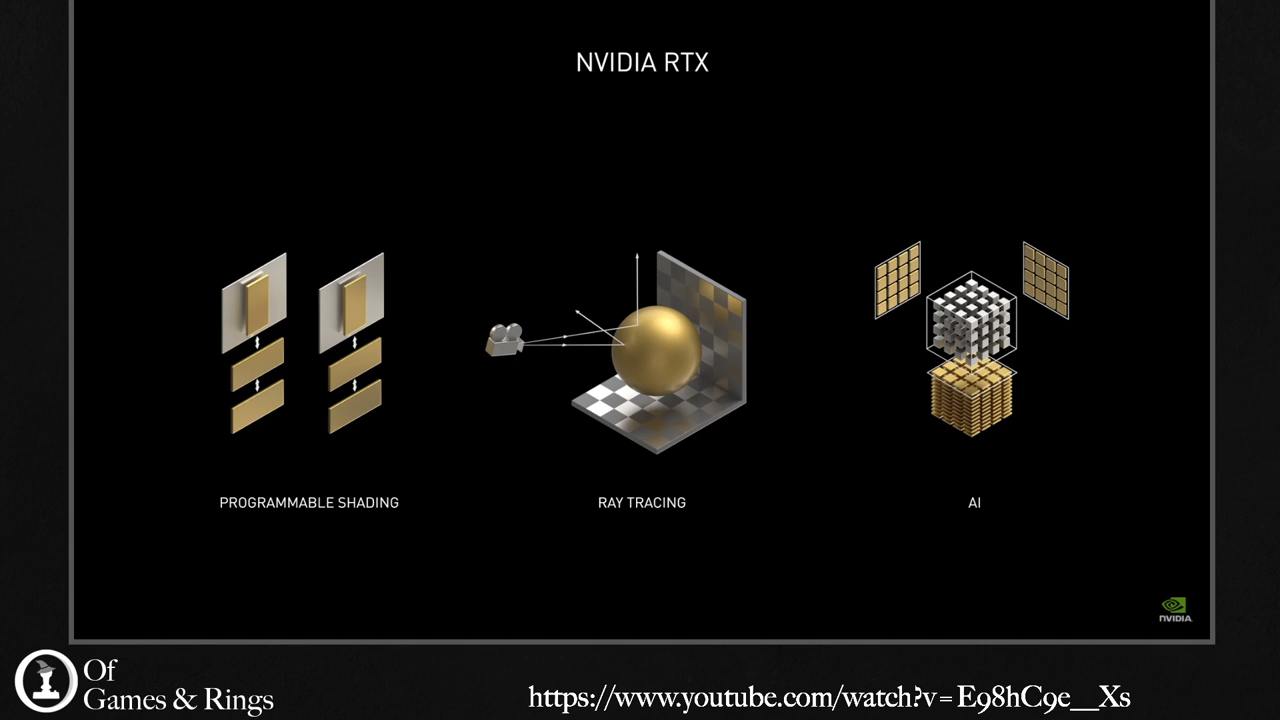 NVIDIA RTX
PROGRAMMABLE SHADING
RAY TRACING
AI
NVIDIA.
Of
Games & Rings
https://www.youtube.com/watch?v=E98hC9e__Xs